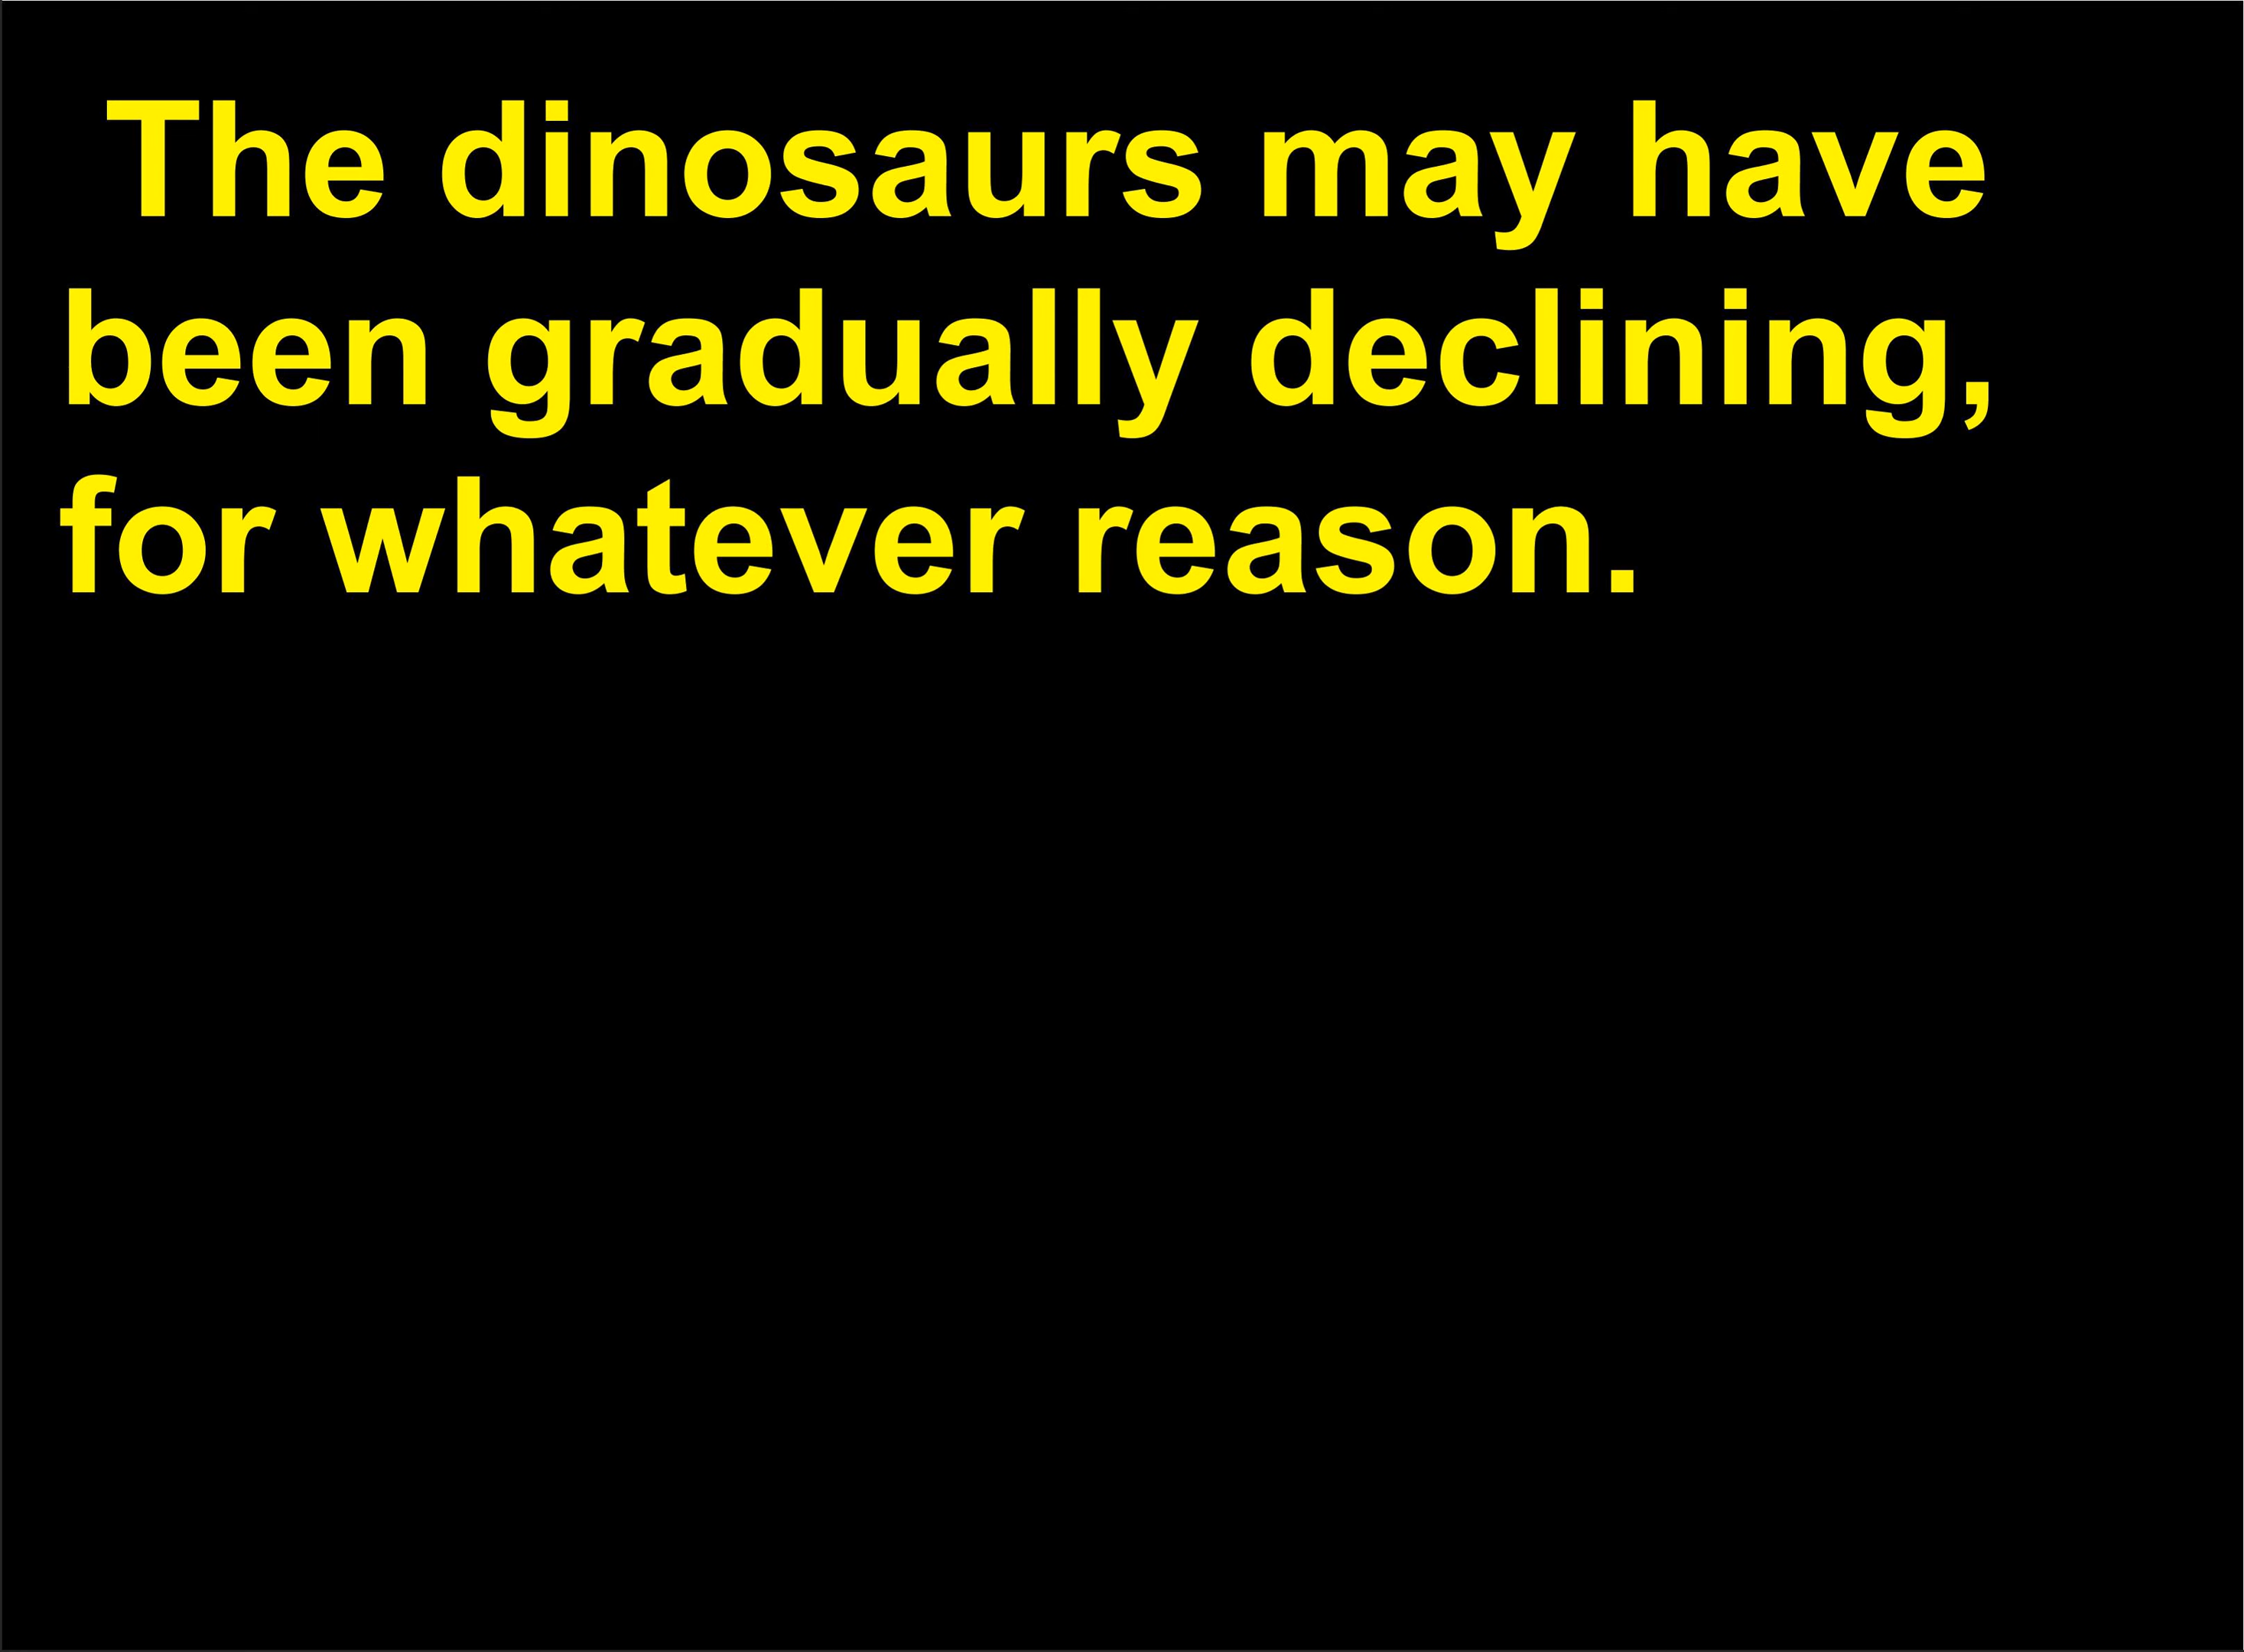 The dinosaurs may have
been gradually declining,
for whatever reason.